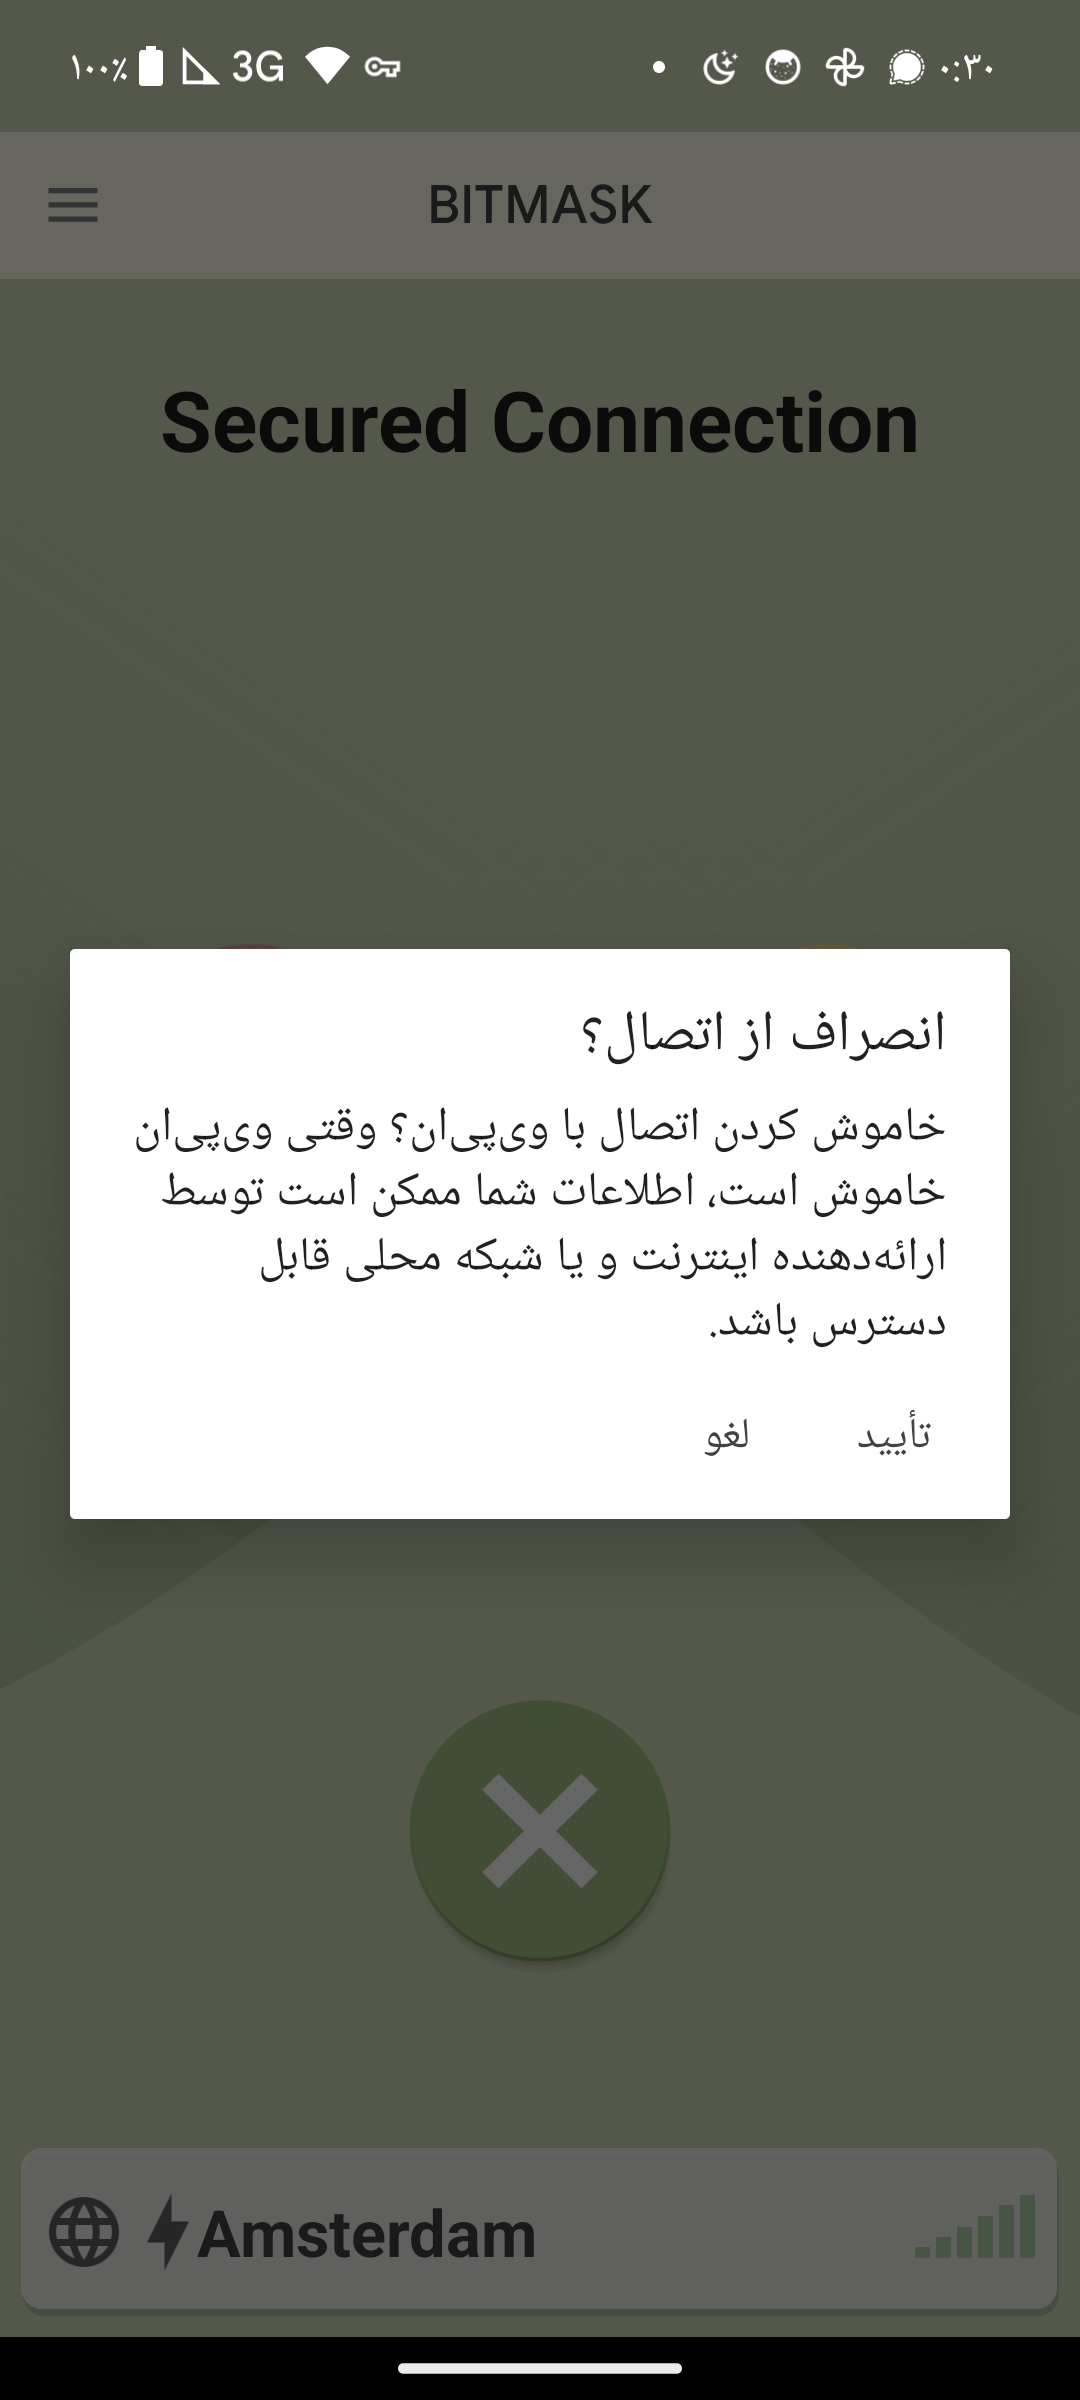 ۱۰۰٪ 3G ۰:۳۰
BITMASK
Secured Connection
انصراف از اتصال؟
خاموش کردن اتصال با وی‌پی‌ان؟ وقتی وی‌پی‌ان
خاموش است، اطلاعات شما ممکن است توسط
ارائه‌دهنده اینترنت و یا شبکه محلی قابل
دسترس باشد.
تأیید لغو
Amsterdam